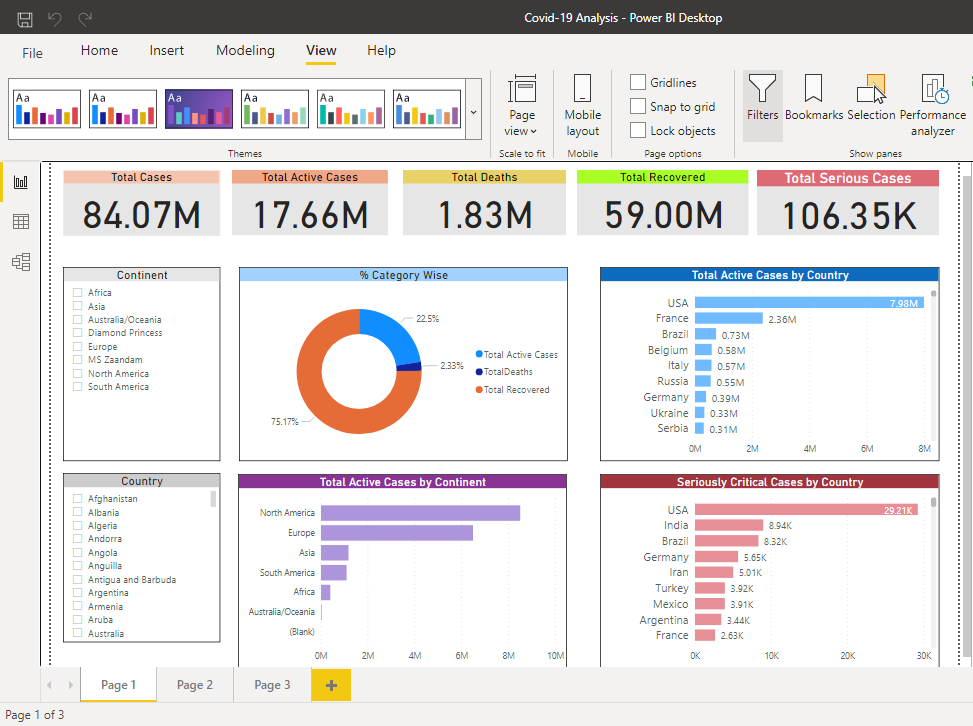 Covid-19 Analysis - Power BI Desktop
File Home Insert Modeling View Help
Aa Aa Aa Aa Aa Aa
Page view
Mobile layout
Gridlines
Snap to grid
Lock objects
Filters Bookmarks Selection Performance analyzer
Themes Scale to fit Mobile Page options Show panes
Total Cases
84.07M
Total Active Cases
17.66M
Total Deaths
1.83M
Total Recovered
59.00M
Total Serious Cases
106.35K
Continent
Africa
Asia
Australia/Oceania
Diamond Princess
Europe
MS Zaandam
North America
South America
% Category Wise
22.5%
2.33%
75.17%
Total Active Cases
TotalDeaths
Total Recovered
Total Active Cases by Country
USA 7.98M
France 2.36M
Brazil 0.73M
Belgium 0.58M
Italy 0.57M
Russia 0.55M
Germany 0.39M
Ukraine 0.33M
Serbia 0.31M
0M 2M 4M 6M 8M
Country
Afghanistan
Albania
Algeria
Andorra
Angola
Anguilla
Antigua and Barbuda
Argentina
Armenia
Aruba
Australia
Total Active Cases by Continent
North America
Europe
Asia
South America
Africa
Australia/Oceania
(Blank)
0M 2M 4M 6M 8M 10M
Seriously Critical Cases by Country
USA 29.21K
India 8.94K
Brazil 8.32K
Germany 5.65K
Iran 5.01K
Turkey 3.92K
Mexico 3.91K
Argentina 3.44K
France 2.63K
0K 10K 20K 30K
Page 1 Page 2 Page 3 +
Page 1 of 3